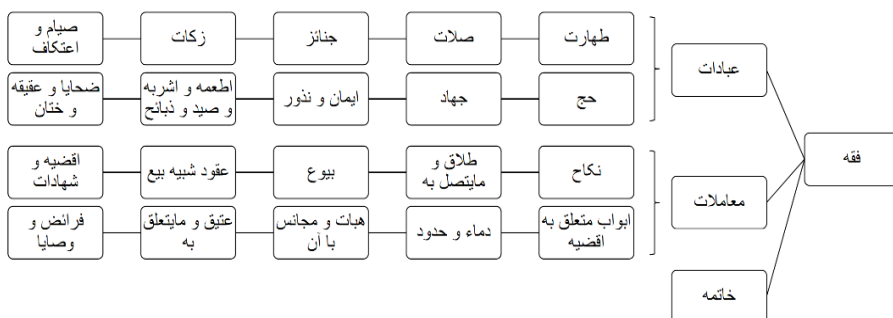 فقه
عبادات
طهارت
صلات
جنائز
زکات
صیام و
اعتکاف
حج
جهاد
ایمان و نذور
اطعمه و اشربه
و صید و ذبائح
ضحایا و عقیقه
و ختان
معاملات
نکاح
طلاق و
مایتصل به
بیوع
عقود شبیه بیع
اقضیه و
شهادات
ابواب متعلق به
اقضیه
دماء و حدود
هبات و مجانس
با آن
عتیق و مایتعلق
به
فرائض و
وصایا
خاتمه